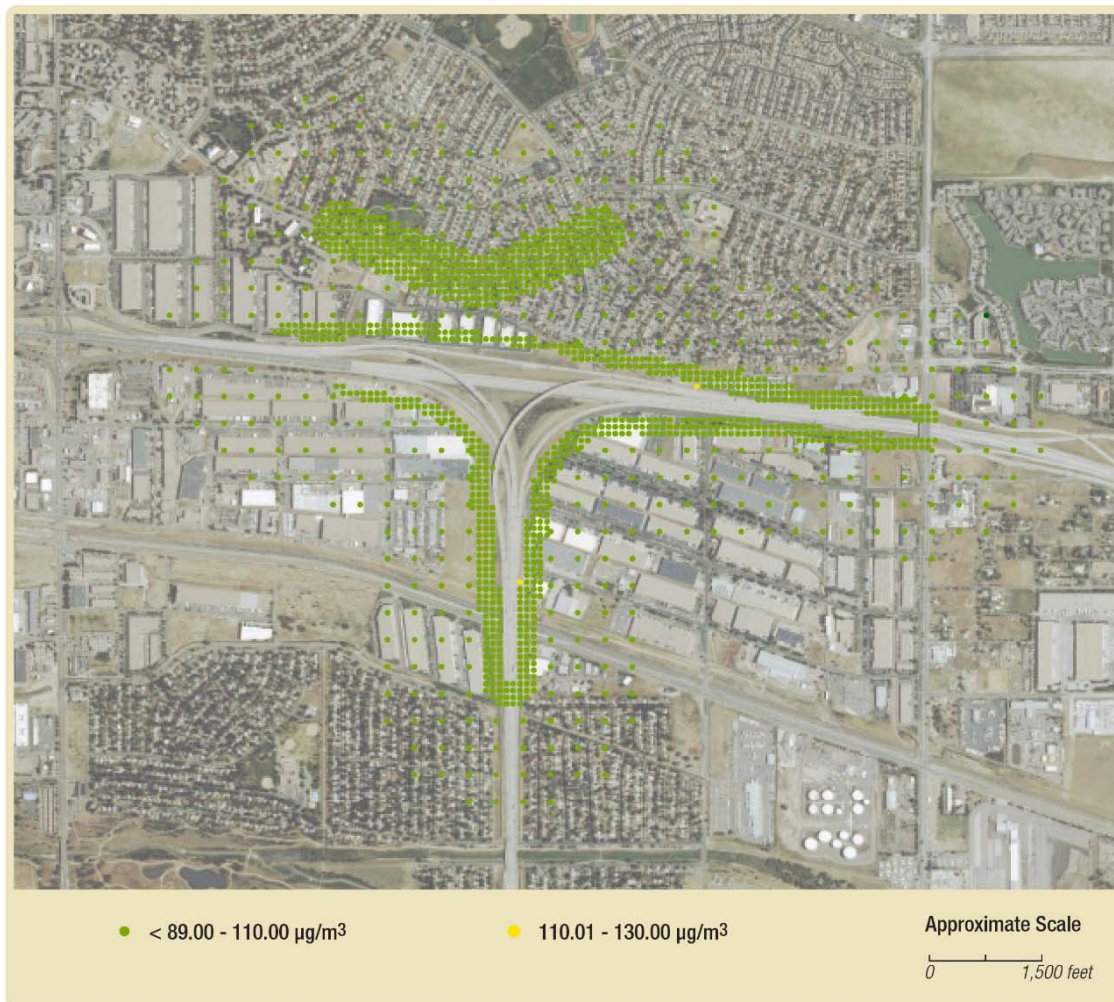 < 89.00 - 110.00 µg/m³
110.01 - 130.00 µg/m³
Approximate Scale
0
1,500 feet